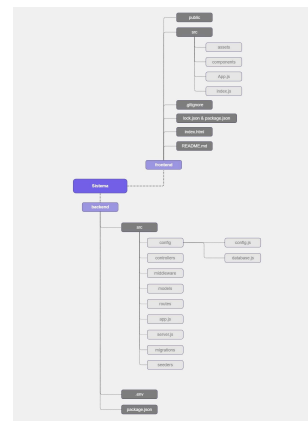 public
src
assets
components
App.js
index.js
.gitignore
lock.json & package.json
index.html
README.md
frontend
Sistema
backend
src
config
config.js
controllers
database.js
middleware
models
routes
app.js
server.js
migrations
seeders
.env
package.json